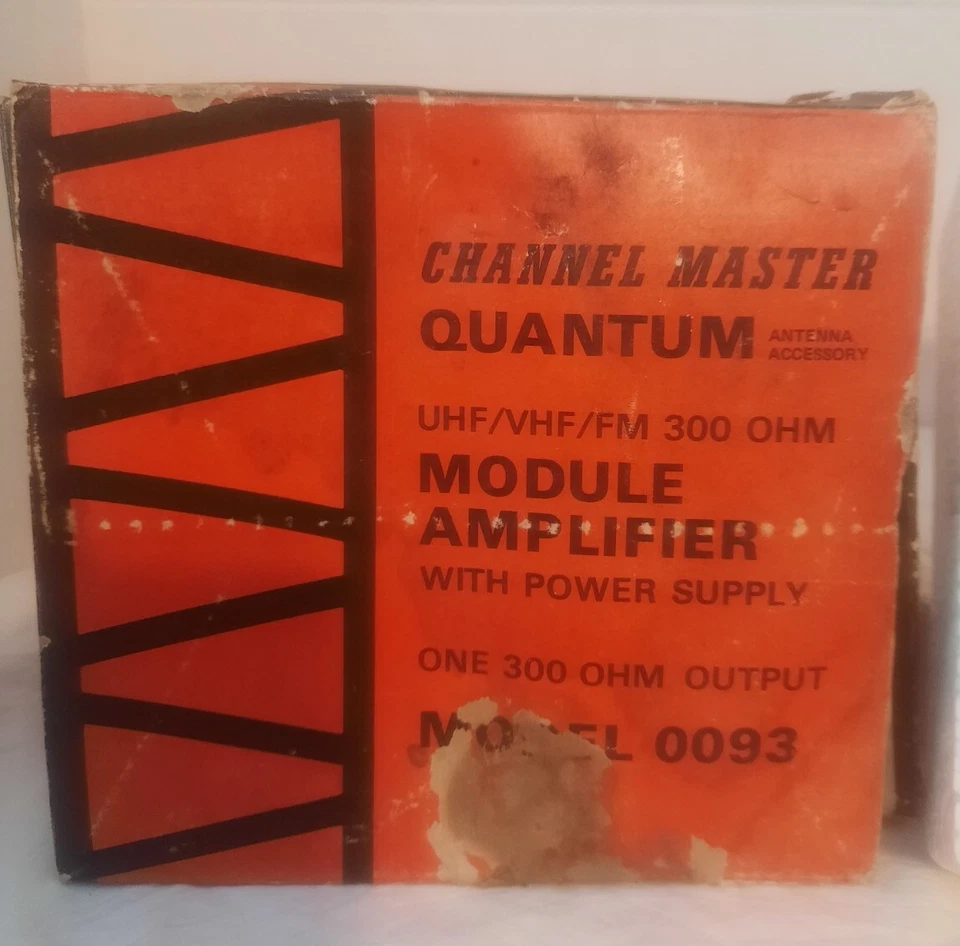 CHANNEL MASTER
QUANTUM ANTENNA ACCESSORY
UHF/VHF/FM 300 OHM
MODULE
AMPLIFIER
WITH POWER SUPPLY
ONE 300 OHM OUTPUT
MODEL 0093